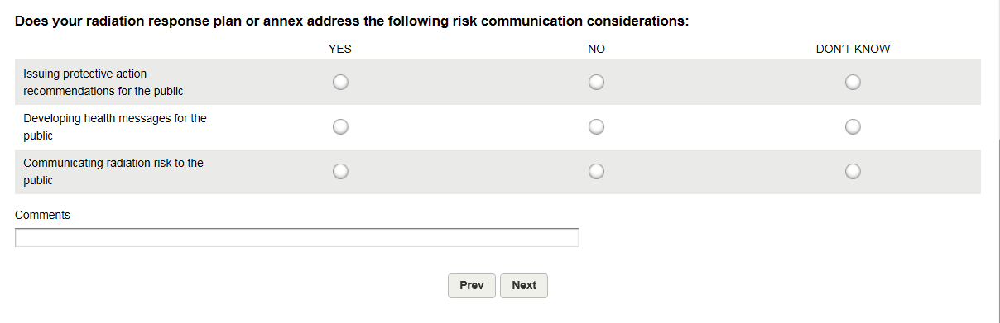 Does your radiation response plan or annex address the following risk communication considerations:
YES NO DON'T KNOW
Issuing protective action
recommendations for the public
Developing health messages for the
public
Communicating radiation risk to the
public
Comments
Prev Next